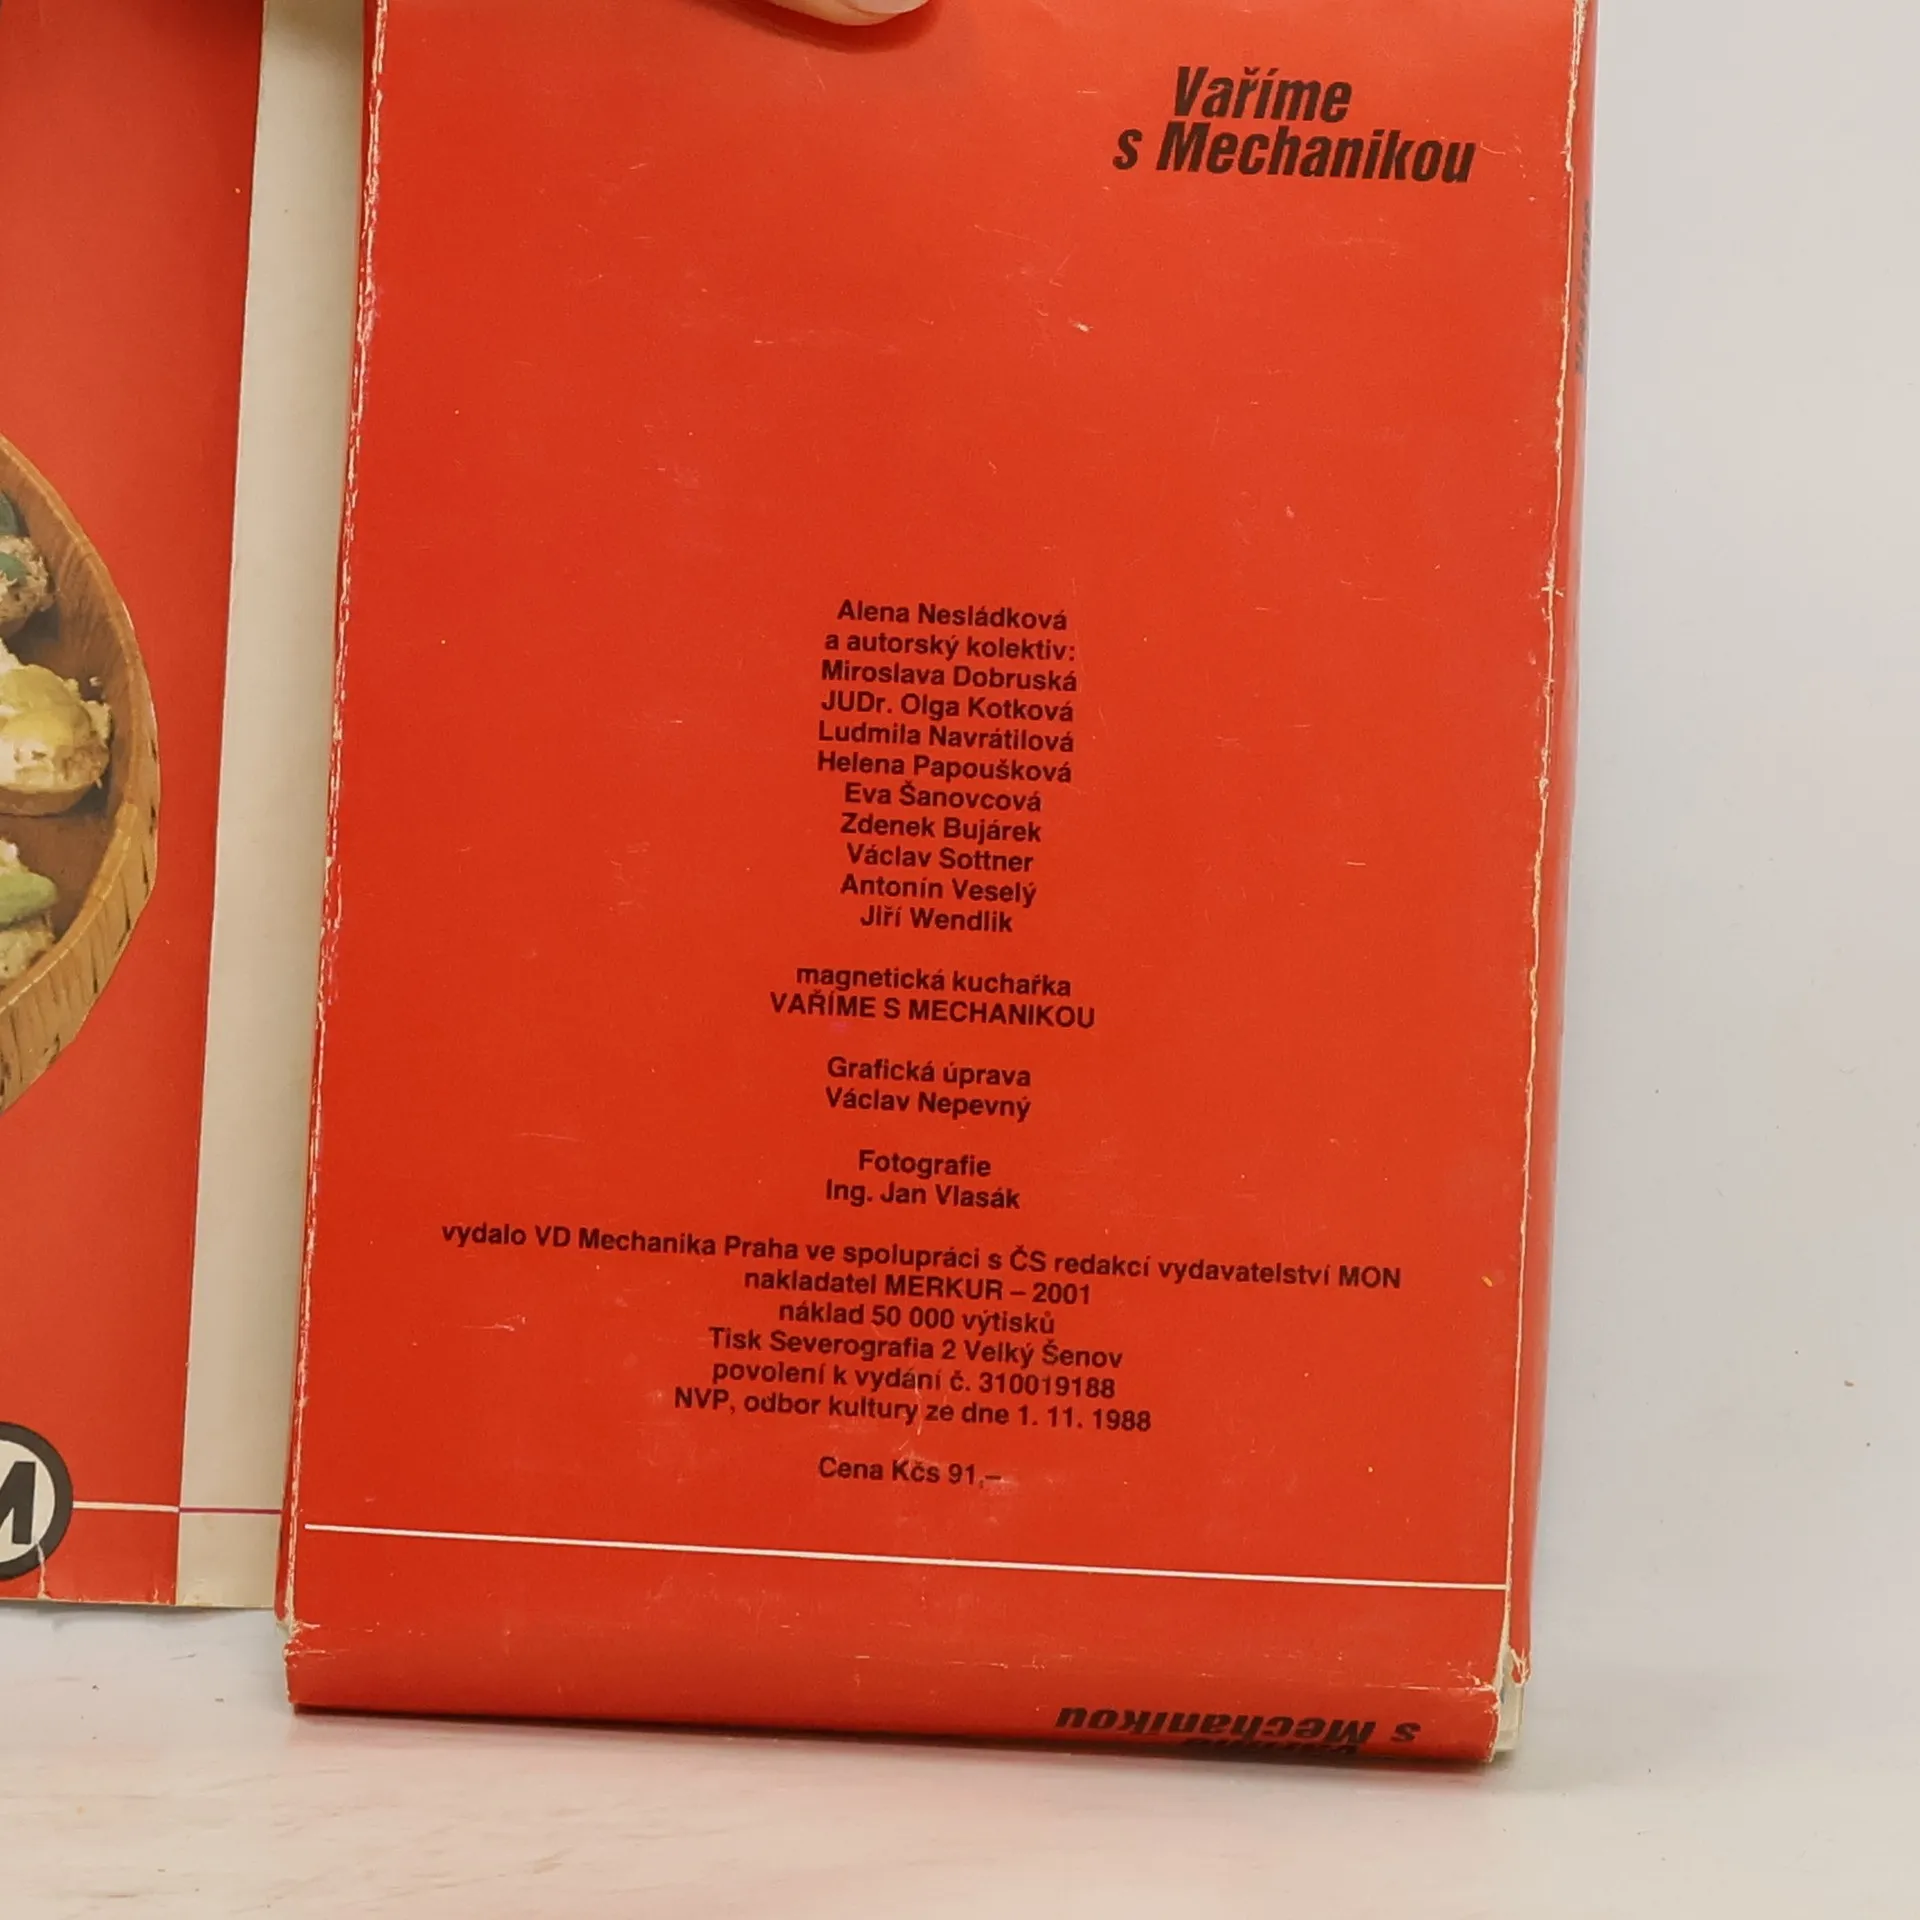 Vaříme
s Mechanikou
Alena Nesládková
a autorský kolektiv:
Miroslava Dobruská
JUDr. Olga Kotková
Ludmila Navrátilová
Helena Papoušková
Eva Šanovcová
Zdenek Bujárek
Václav Sottner
Antonín Veselý
Jiří Wendlik
magnetická kuchařka
VAŘÍME S MECHANIKOU
Grafická úprava
Václav Nepevný
Fotografie
Ing. Jan Vlasák
vydalo VD Mechanika Praha ve spolupráci s ČS redakcí vydavatelství MON
nakladatel MERKUR – 2001
náklad 50 000 výtisků
Tisk Severografia 2 Velký Šenov
povolení k vydání č. 310019188
NVP, odbor kultury ze dne 1. 11. 1988
Cena Kčs 91,–
s Mechanikou
M